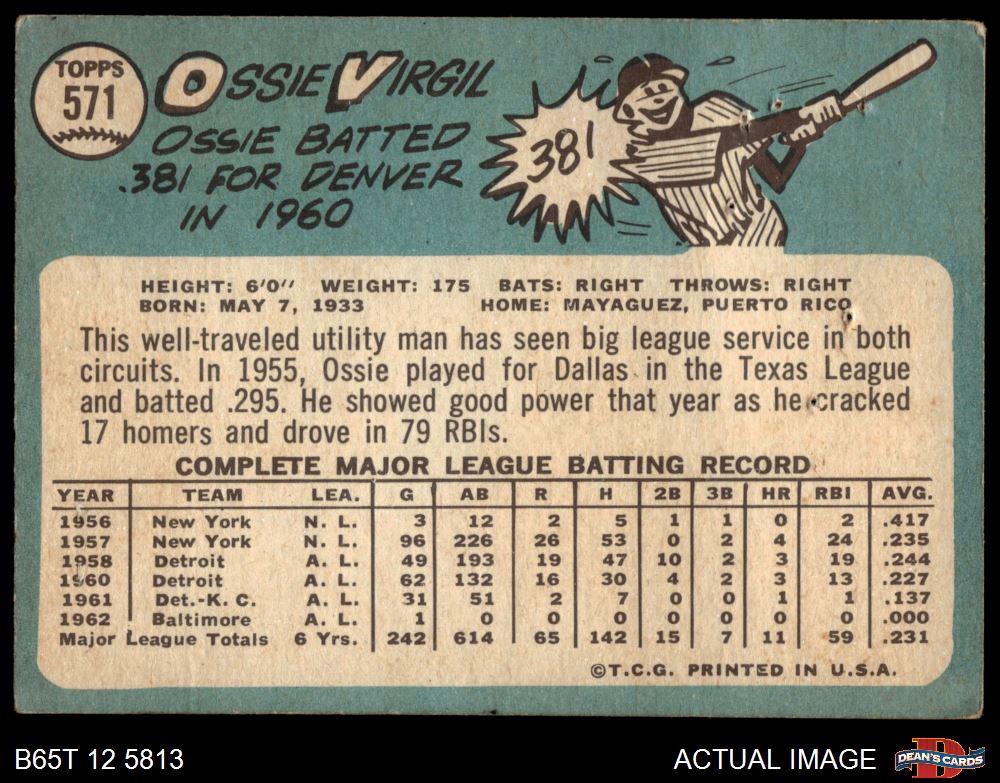 TOPPS
571
OSSIE VIRGIL
OSSIE BATTED
.381 FOR DENVER
IN 1960
381
HEIGHT: 6'0" WEIGHT: 175 BATS: RIGHT THROWS: RIGHT
BORN: MAY 7, 1933 HOME: MAYAGUEZ, PUERTO RICO
This well-traveled utility man has seen big league service in both
circuits. In 1955, Ossie played for Dallas in the Texas League
and batted .295. He showed good power that year as he cracked
17 homers and drove in 79 RBIs.
COMPLETE MAJOR LEAGUE BATTING RECORD
YEAR TEAM LEA. G AB R H 2B 3B HR RBI AVG.
1956 New York N. L. 3 12 2 5 1 1 0 2 .417
1957 New York N. L. 96 226 26 53 0 2 4 24 .235
1958 Detroit A. L. 49 193 19 47 10 2 3 19 .244
1960 Detroit A. L. 62 132 16 30 4 2 3 13 .227
1961 Det.-K. C. A. L. 31 51 2 7 0 0 1 1 .137
1962 Baltimore A. L. 1 0 0 0 0 0 0 0 .000
Major League Totals 6 Yrs. 242 614 65 142 15 7 11 59 .231
©T.C.G. PRINTED IN U.S.A.
B65T 12 5813 ACTUAL IMAGE DEAN'S CARDS